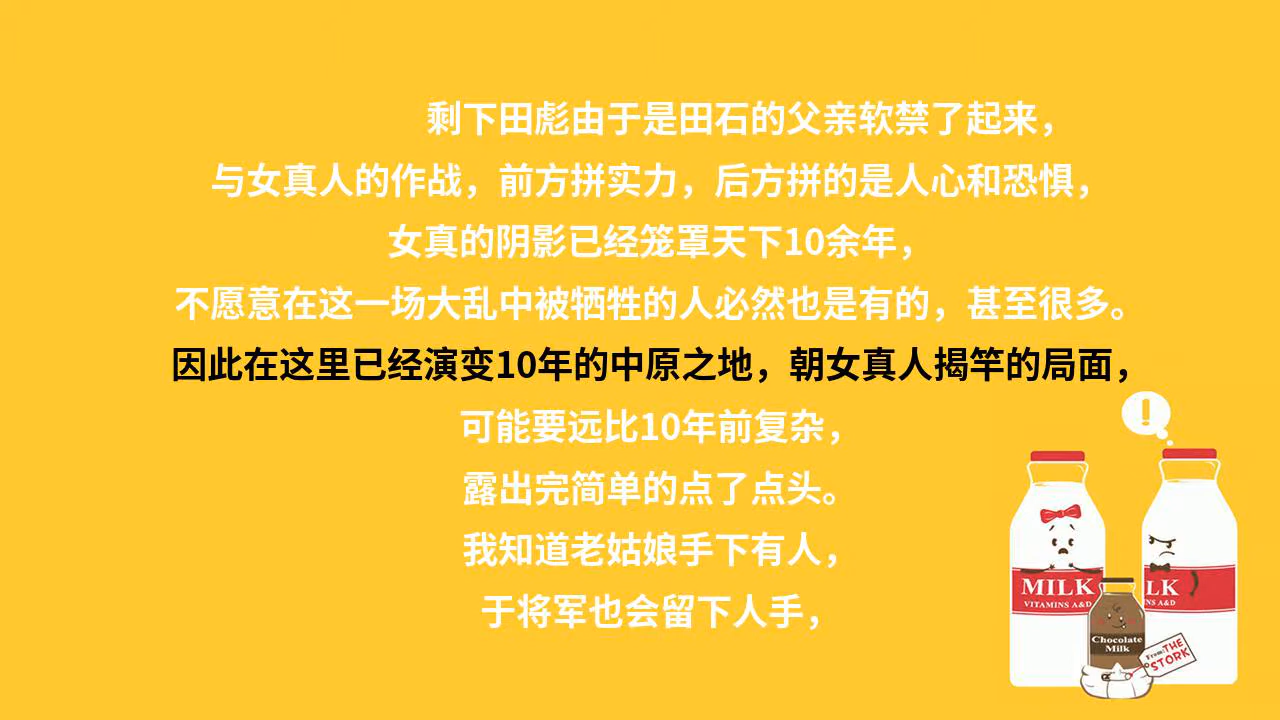 剩下田彪由于是田石的父亲软禁了起来，
与女真人的作战，前方拼实力，后方拼的是人心和恐惧，
女真的阴影已经笼罩天下10余年，
不愿意在这一场大乱中被牺牲的人必然也是有的，甚至很多。
因此在这里已经演变10年的中原之地，朝女真人揭竿的局面，
可能要远比10年前复杂，
露出完简单的点了点头。
我知道老姑娘手下有人，
于将军也会留下人手，
!
MILK
VITAMINS A&D
LK
NS A&D
Chocolate
Milk
From: THE
STORK